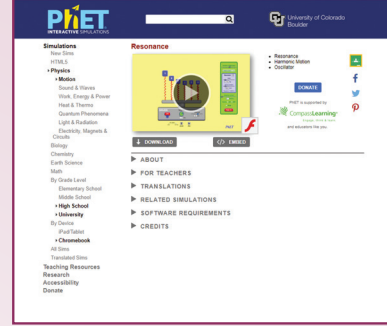 PhET
INTERACTIVE SIMULATIONS
University of Colorado
Boulder
Simulations
New Sims
HTML5
Physics
Motion
Sound & Waves
Work, Energy & Power
Heat & Thermo
Quantum Phenomena
Light & Radiation
Electricity, Magnets &
Circuits
Biology
Chemistry
Earth Science
Math
By Grade Level
Elementary School
Middle School
High School
University
By Device
iPad/Tablet
Chromebook
All Sims
Translated Sims
Teaching Resources
Research
Accessibility
Donate
Resonance
PhET
DOWNLOAD
</> EMBED
ABOUT
FOR TEACHERS
TRANSLATIONS
RELATED SIMULATIONS
SOFTWARE REQUIREMENTS
CREDITS
Resonance
Harmonic Motion
Oscillator
DONATE
PhET is supported by
CompassLearning
and educators like you.